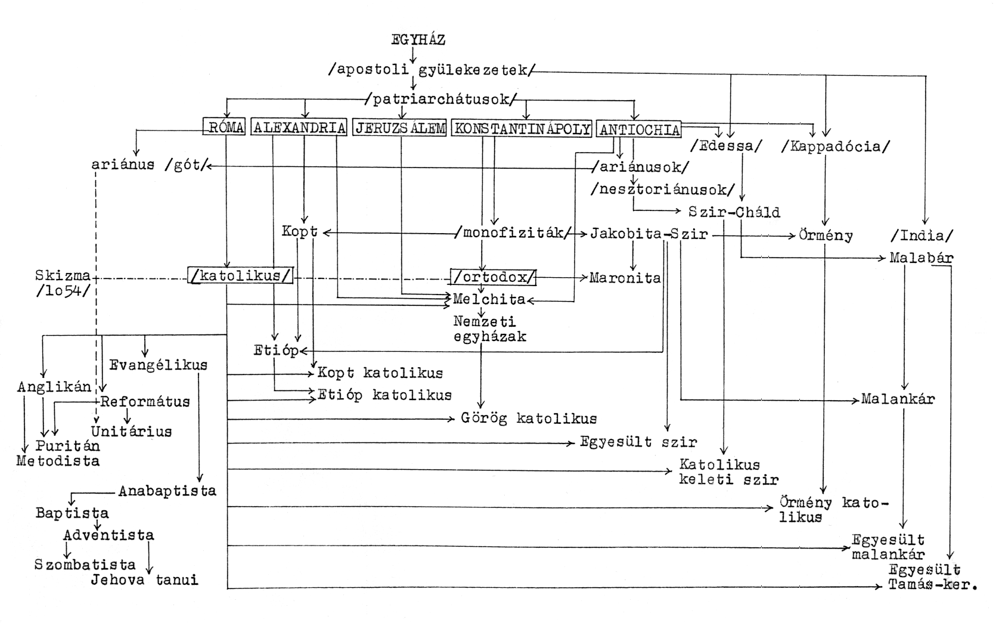 EGYHÁZ
/apostoli gyülekezetek/
/patriarchátusok/
RÓMA
ALEXANDRIA
JERUZSÁLEM
KONSTANTINÁPOLY
ANTIOCHIA
/Edessa/
/Kappadócia/
ariánus /gót/
/ariánusok/
/nesztoriánusok/
Szir-Cháld
Kopt
/monofiziták/
Jakobita-Szir
Örmény
/India/
Malabár
Skizma
/lo54/
/katolikus/
/ortodox/
Maronita
Melchita
Nemzeti
egyházak
Etióp
Evangélikus
Kopt katolikus
Anglikán
Etióp katolikus
Református
Malankár
Görög katolikus
Unitárius
Puritán
Egyesült szir
Metodista
Katolikus
keleti szir
Anabaptista
Örmény kato-
likus
Baptista
Adventista
Egyesült
malankár
Szombatista
Jehova tanui
Egyesült
Tamás-ker.